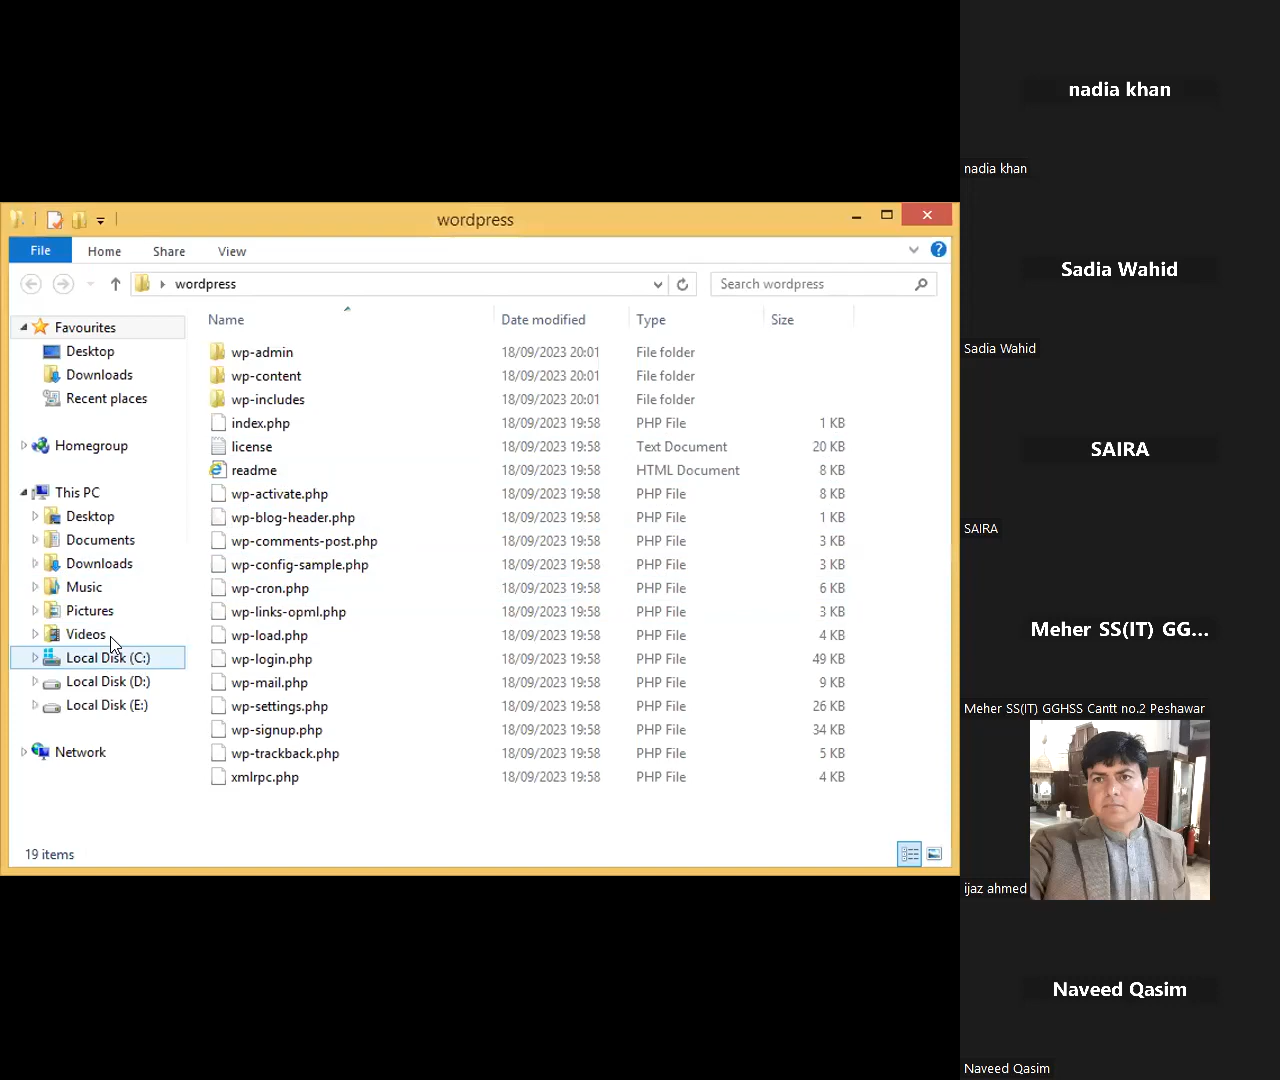 wordpress
File Home Share View
wordpress Search wordpress
Favourites
Desktop
Downloads
Recent places
Homegroup
This PC
Desktop
Documents
Downloads
Music
Pictures
Videos
Local Disk (C:)
Local Disk (D:)
Local Disk (E:)
Network
Name Date modified Type Size
wp-admin 18/09/2023 20:01 File folder
wp-content 18/09/2023 20:01 File folder
wp-includes 18/09/2023 20:01 File folder
index.php 18/09/2023 19:58 PHP File 1 KB
license 18/09/2023 19:58 Text Document 20 KB
readme 18/09/2023 19:58 HTML Document 8 KB
wp-activate.php 18/09/2023 19:58 PHP File 8 KB
wp-blog-header.php 18/09/2023 19:58 PHP File 1 KB
wp-comments-post.php 18/09/2023 19:58 PHP File 3 KB
wp-config-sample.php 18/09/2023 19:58 PHP File 3 KB
wp-cron.php 18/09/2023 19:58 PHP File 6 KB
wp-links-opml.php 18/09/2023 19:58 PHP File 3 KB
wp-load.php 18/09/2023 19:58 PHP File 4 KB
wp-login.php 18/09/2023 19:58 PHP File 49 KB
wp-mail.php 18/09/2023 19:58 PHP File 9 KB
wp-settings.php 18/09/2023 19:58 PHP File 26 KB
wp-signup.php 18/09/2023 19:58 PHP File 34 KB
wp-trackback.php 18/09/2023 19:58 PHP File 5 KB
xmlrpc.php 18/09/2023 19:58 PHP File 4 KB
19 items
nadia khan
nadia khan
Sadia Wahid
Sadia Wahid
SAIRA
SAIRA
Meher SS(IT) GG...
Meher SS(IT) GGHSS Cantt no.2 Peshawar
ijaz ahmed
Naveed Qasim
Naveed Qasim